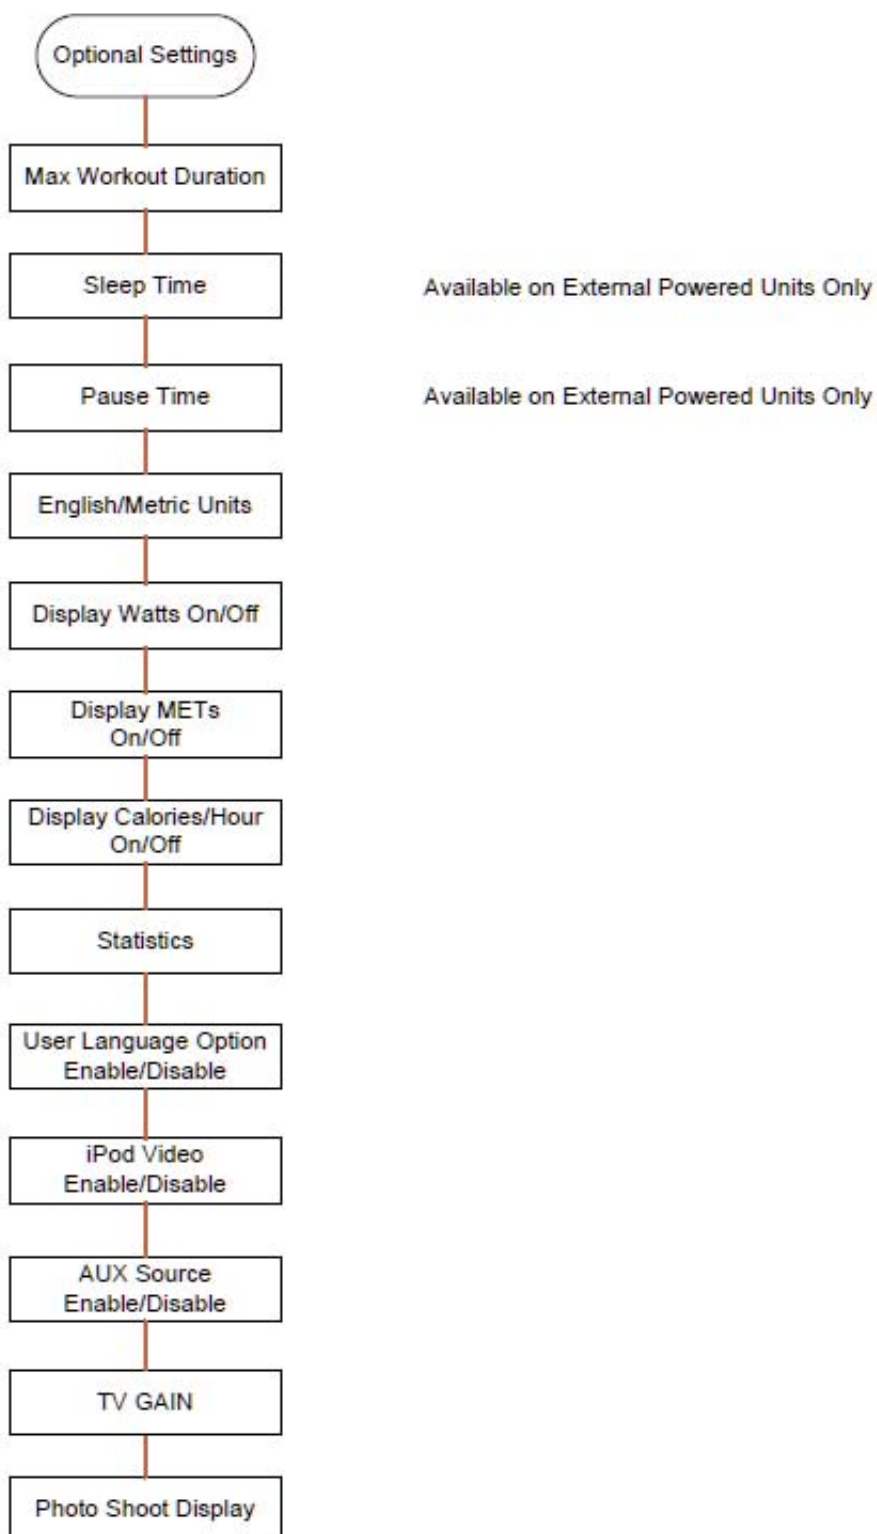 Optional Settings
Max Workout Duration
Sleep Time
Available on External Powered Units Only
Pause Time
Available on External Powered Units Only
English/Metric Units
Display Watts On/Off
Display METs
On/Off
Display Calories/Hour
On/Off
Statistics
User Language Option
Enable/Disable
iPod Video
Enable/Disable
AUX Source
Enable/Disable
TV GAIN
Photo Shoot Display